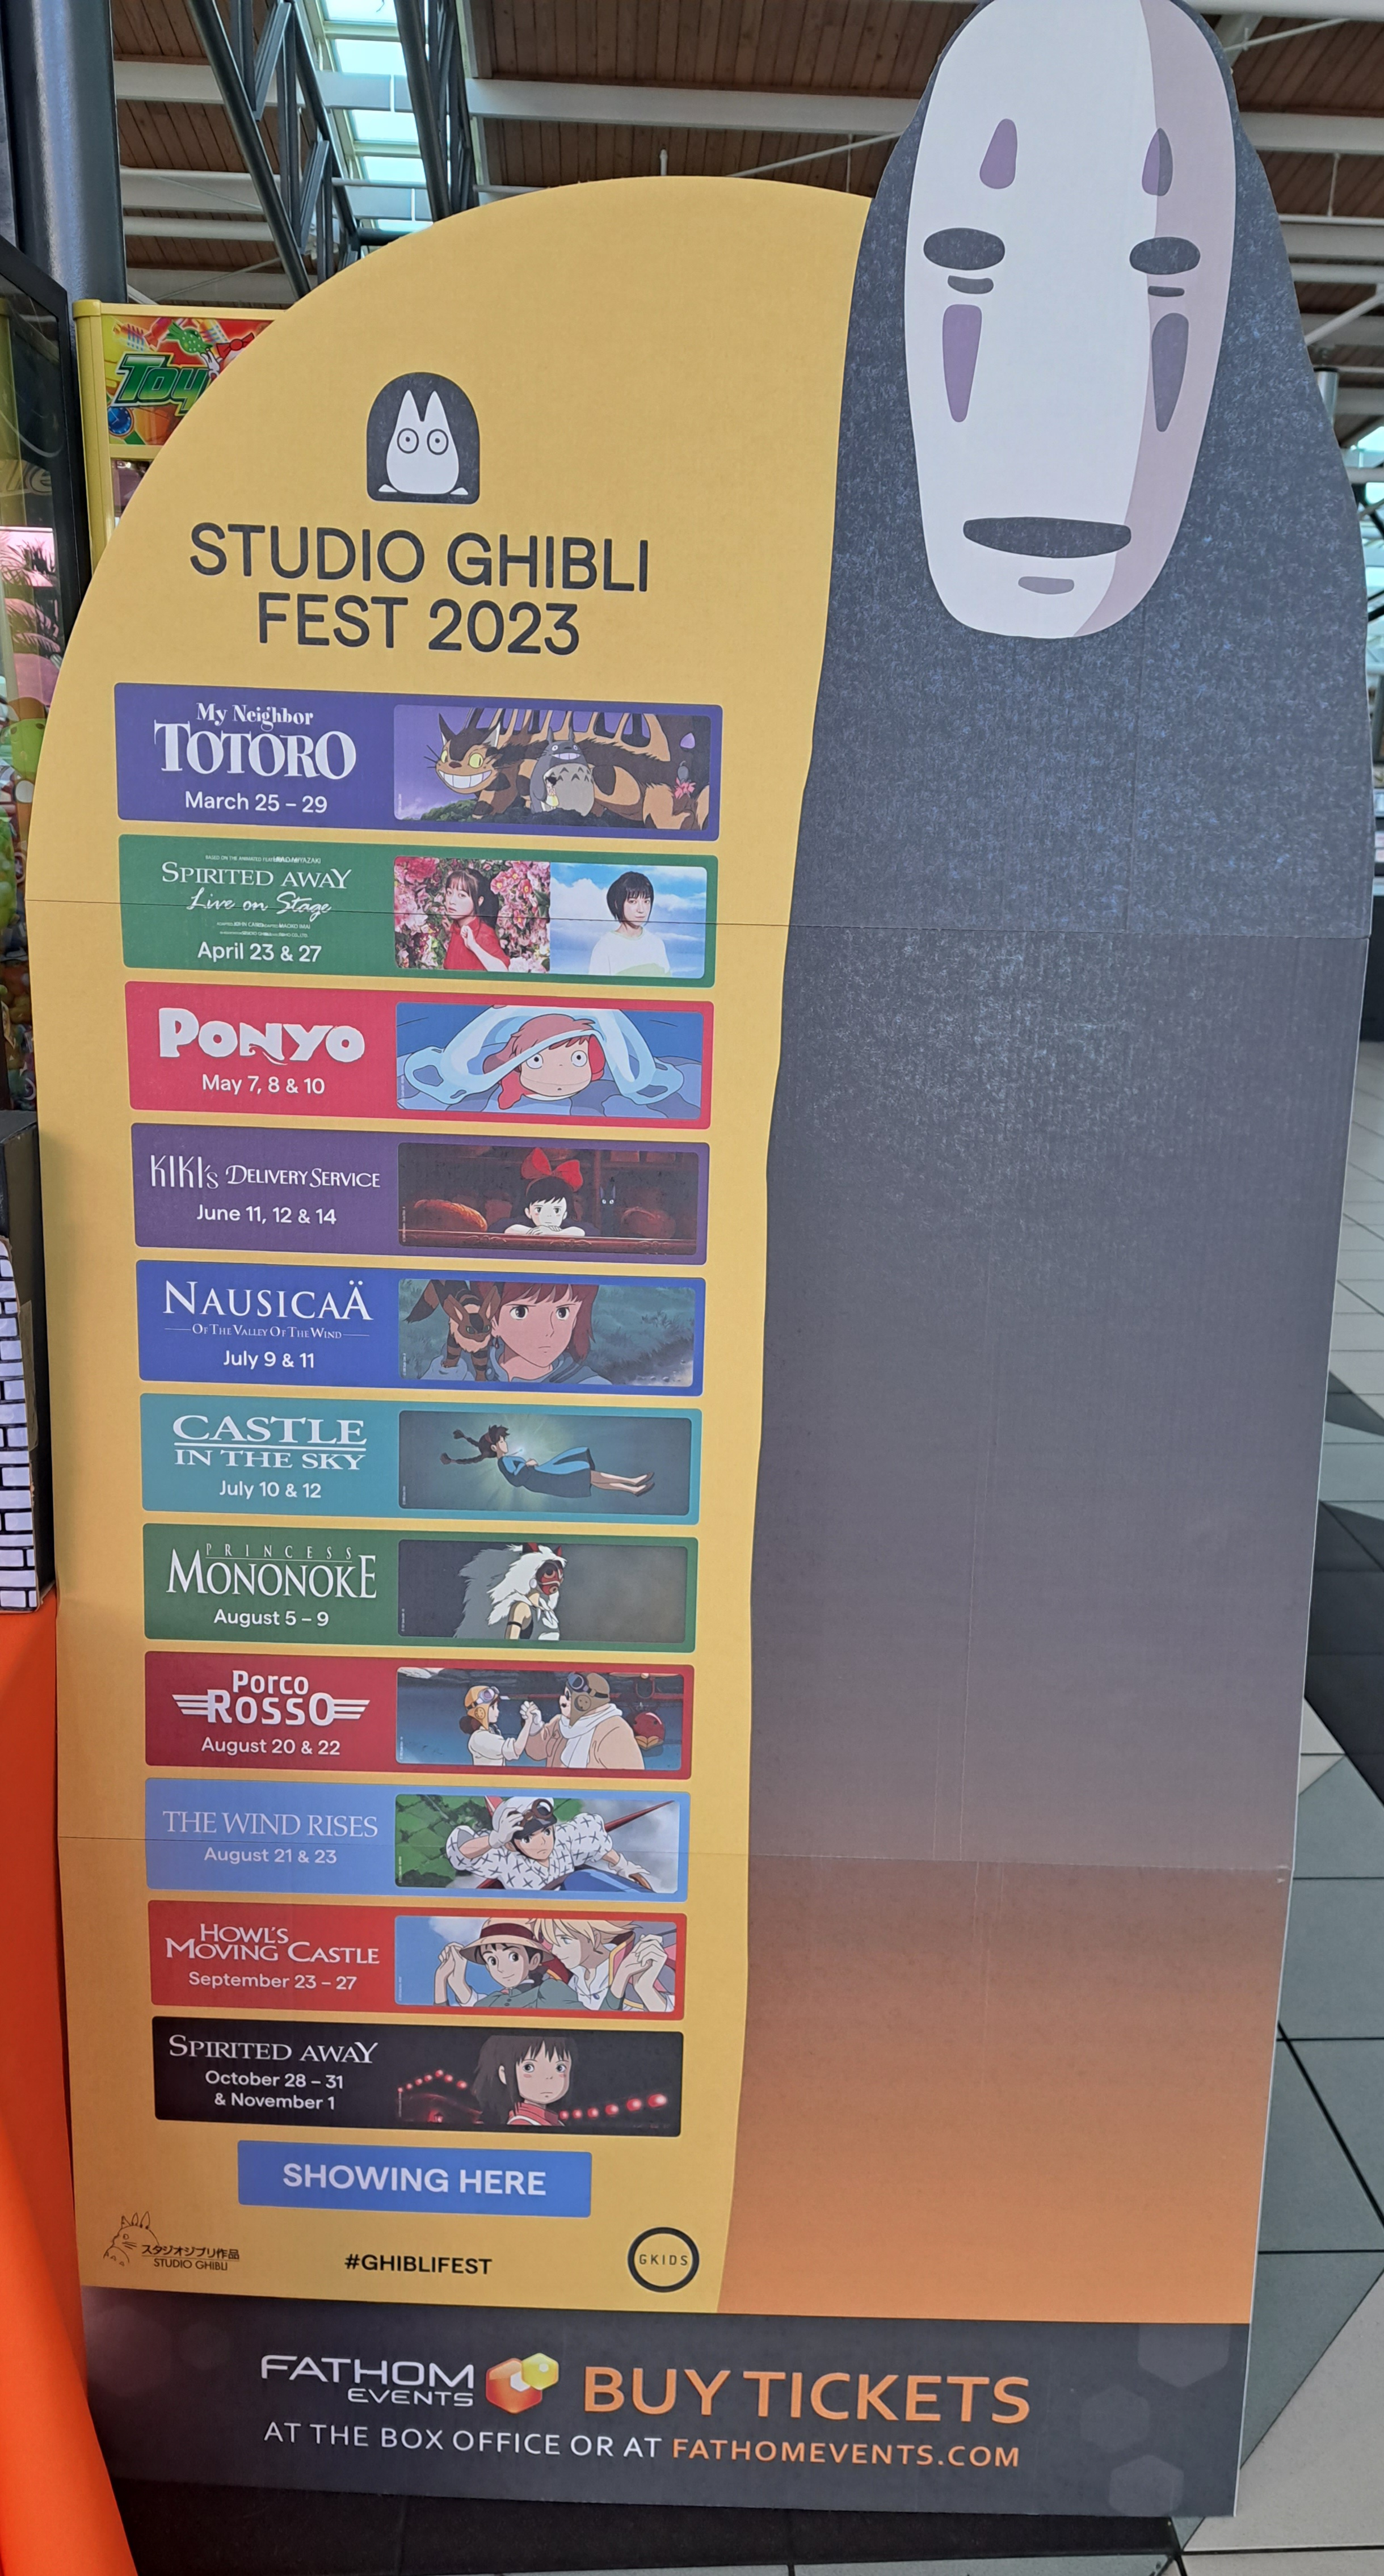 Toy
STUDIO GHIBLI
FEST 2023
My Neighbor
TOTORO
March 25 – 29
SPIRITED AWAY
Live on Stage
April 23 & 27
PONYO
May 7, 8 & 10
KIKI's DELIVERY SERVICE
June 11, 12 & 14
NAUSICAÄ
OF THE VALLEY OF THE WIND
July 9 & 11
CASTLE
IN THE SKY
July 10 & 12
PRINCESS
MONONOKE
August 5 – 9
PORCO
ROSSO
August 20 & 22
THE WIND RISES
August 21 & 23
HOWL'S
MOVING CASTLE
September 23 – 27
SPIRITED AWAY
October 28 – 31
& November 1
SHOWING HERE
スタジオジブリ作品
STUDIO GHIBLI
#GHIBLIFEST
GKIDS
FATHOM
EVENTS
BUY TICKETS
AT THE BOX OFFICE OR AT FATHOMEVENTS.COM